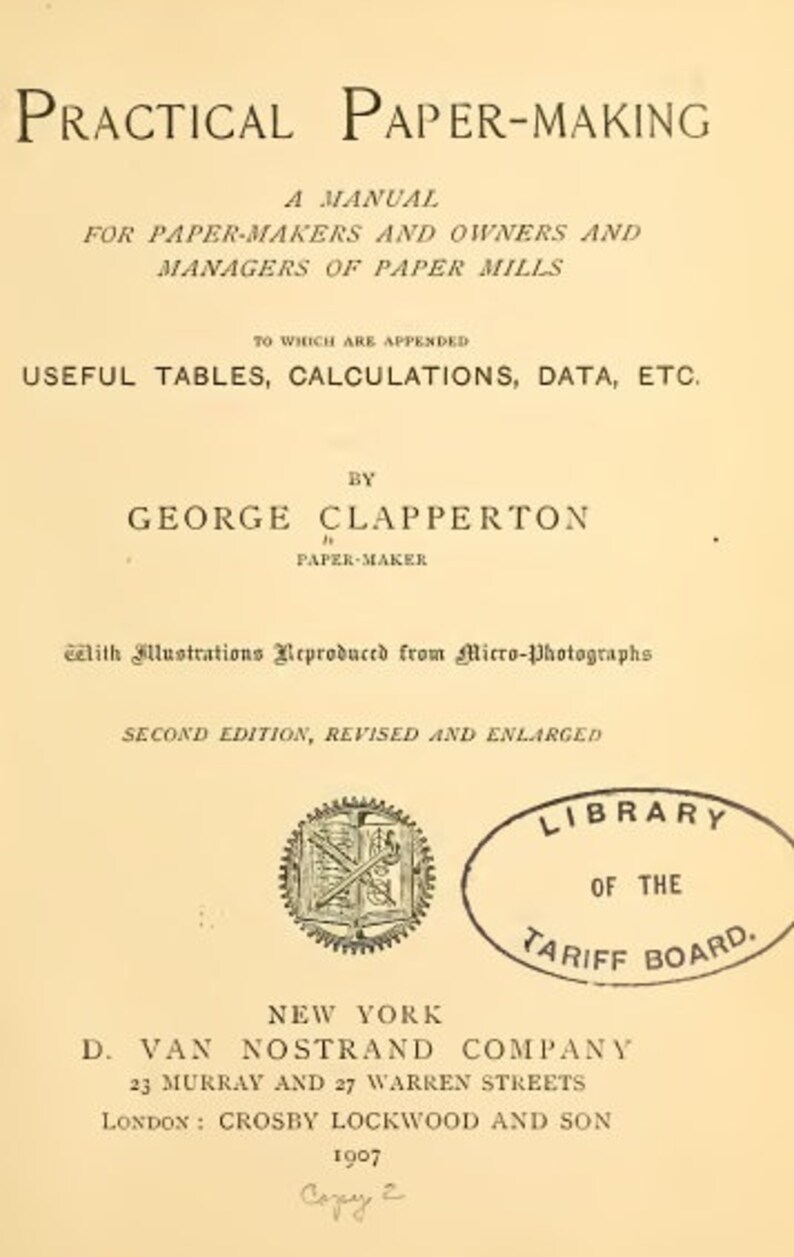 PRACTICAL PAPER-MAKING
A MANUAL
FOR PAPER-MAKERS AND OWNERS AND
MANAGERS OF PAPER MILLS
TO WHICH ARE APPENDED
USEFUL TABLES, CALCULATIONS, DATA, ETC.
BY
GEORGE CLAPPERTON
PAPER-MAKER
With Illustrations Reproduced from Micro-Photographs
SECOND EDITION, REVISED AND ENLARGED
LIBRARY
OF THE
TARIFF BOARD.
NEW YORK
D. VAN NOSTRAND COMPANY
23 MURRAY AND 27 WARREN STREETS
LONDON: CROSBY LOCKWOOD AND SON
1907
Copy 2